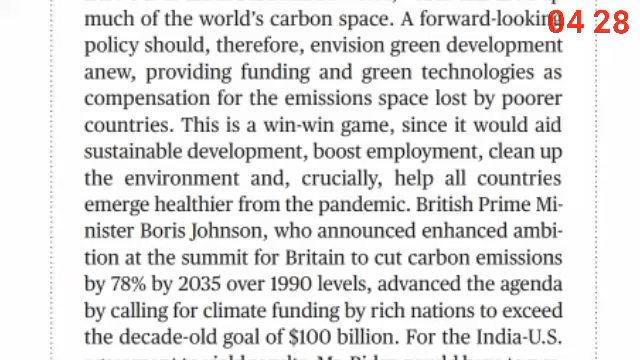 much of the world's carbon space. A forward-looking
04 28
policy should, therefore, envision green development
anew, providing funding and green technologies as
compensation for the emissions space lost by poorer
countries. This is a win-win game, since it would aid
sustainable development, boost employment, clean up
the environment and, crucially, help all countries
emerge healthier from the pandemic. British Prime Mi-
nister Boris Johnson, who announced enhanced ambi-
tion at the summit for Britain to cut carbon emissions
by 78% by 2035 over 1990 levels, advanced the agenda
by calling for climate funding by rich nations to exceed
the decade-old goal of $100 billion. For the India-U.S.